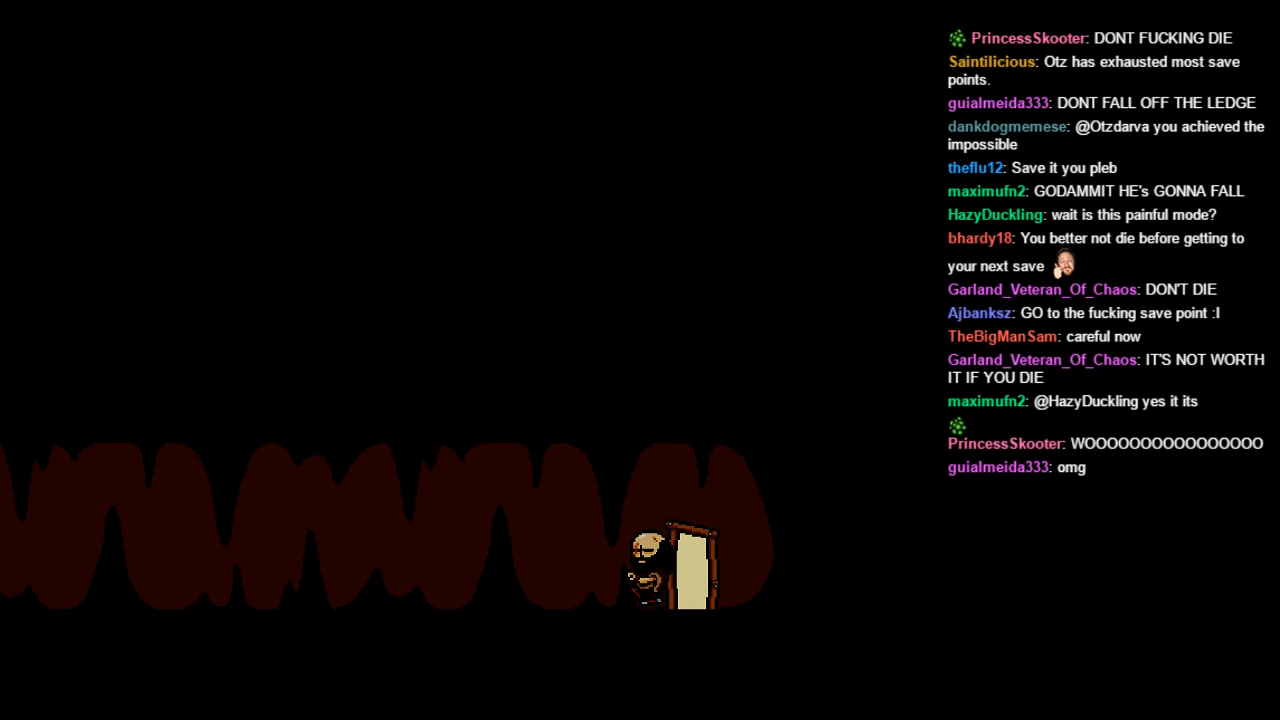 PrincessSkooter: DONT FUCKING DIE
Saintilicious: Otz has exhausted most save
points.
guialmeida333: DONT FALL OFF THE LEDGE
dankdogmemese: @Otzdarva you achieved the
impossible
theflu12: Save it you pleb
maximufn2: GODAMMIT HE's GONNA FALL
HazyDuckling: wait is this painful mode?
bhardy18: You better not die before getting to
your next save
Garland_Veteran_Of_Chaos: DON'T DIE
Ajbanksz: GO to the fucking save point :l
TheBigManSam: careful now
Garland_Veteran_Of_Chaos: IT'S NOT WORTH
IT IF YOU DIE
maximufn2: @HazyDuckling yes it its
PrincessSkooter: WOOOOOOOOOOOOOOOO
guialmeida333: omg